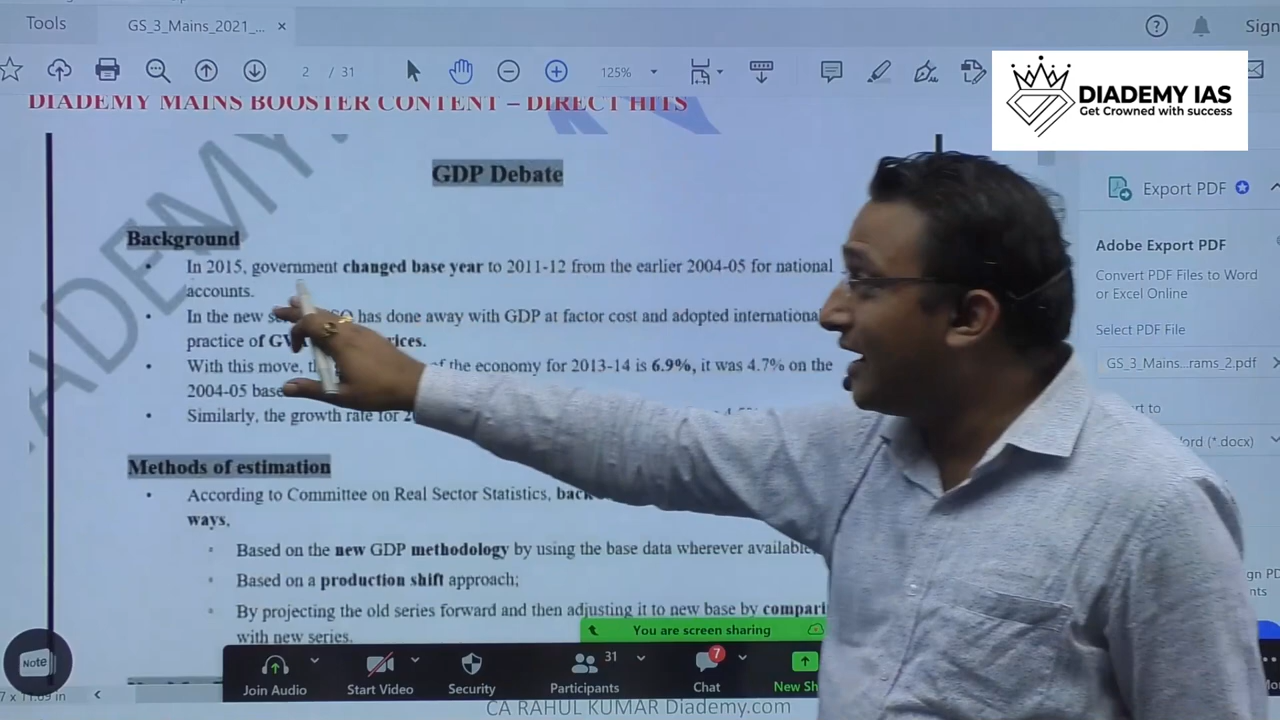 Tools
GS_3_Mains_2021_... ×
Sign
2 / 31
125%
DIADEMY MAINS BOOSTER CONTENT – DIRECT HITS
DIADEMY IAS
Get Crowned with success
DIADEMY
GDP Debate
Export PDF
Adobe Export PDF
Convert PDF Files to Word
or Excel Online
Select PDF File
GS_3_Mains...rams_2.pdf
rt to
ord (*.docx)
Background
In 2015, government changed base year to 2011-12 from the earlier 2004-05 for national
accounts.
In the new has done away with GDP at factor cost and adopted international
practice of
With this move, of the economy for 2013-14 is 6.9%, it was 4.7% on the
2004-05 base
Similarly, the growth rate for
Methods of estimation
According to Committee on Real Sector Statistics,
ways,
Based on the new GDP methodology by using the base data wherever available
Based on a production shift approach;
By projecting the old series forward and then adjusting it to new base by
with new series.
You are screen sharing
Note
31
7
Join Audio
Start Video
Security
Participants
Chat
New Sh
CA RAHUL KUMAR Diademy.com